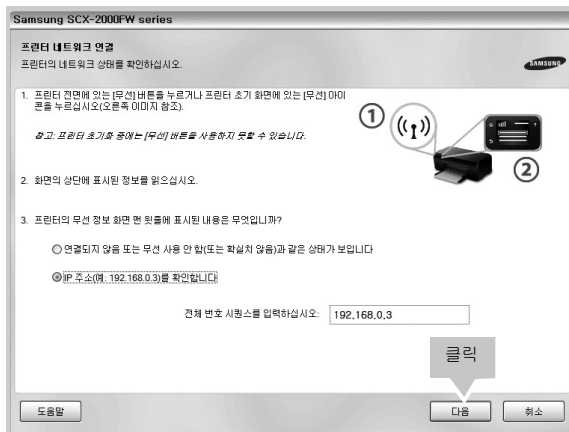 Samsung SCX-2000FW series
프린터 네트워크 연결
프린터의 네트워크 상태를 확인하십시오.
SAMSUNG
1. 프린터 전면에 있는 [무선] 버튼을 누르거나 프린터 초기 화면에 있는 [무선] 아이
콘을 누르십시오(오른쪽 이미지 참조).
참고: 프린터 초기화 중에는 [무선] 버튼을 사용하지 못할 수 있습니다.
①
②
2. 화면의 상단에 표시된 정보를 읽으십시오.
3. 프린터의 무선 정보 화면 맨 윗줄에 표시된 내용은 무엇입니까?
연결되지 않음 또는 무선 사용 안 함(또는 확실치 않음)과 같은 상태가 보입니다
IP 주소(예: 192.168.0.3)를 확인합니다
전체 번호 시퀀스를 입력하십시오: 192,168,0,3
클릭
도움말 다음 취소